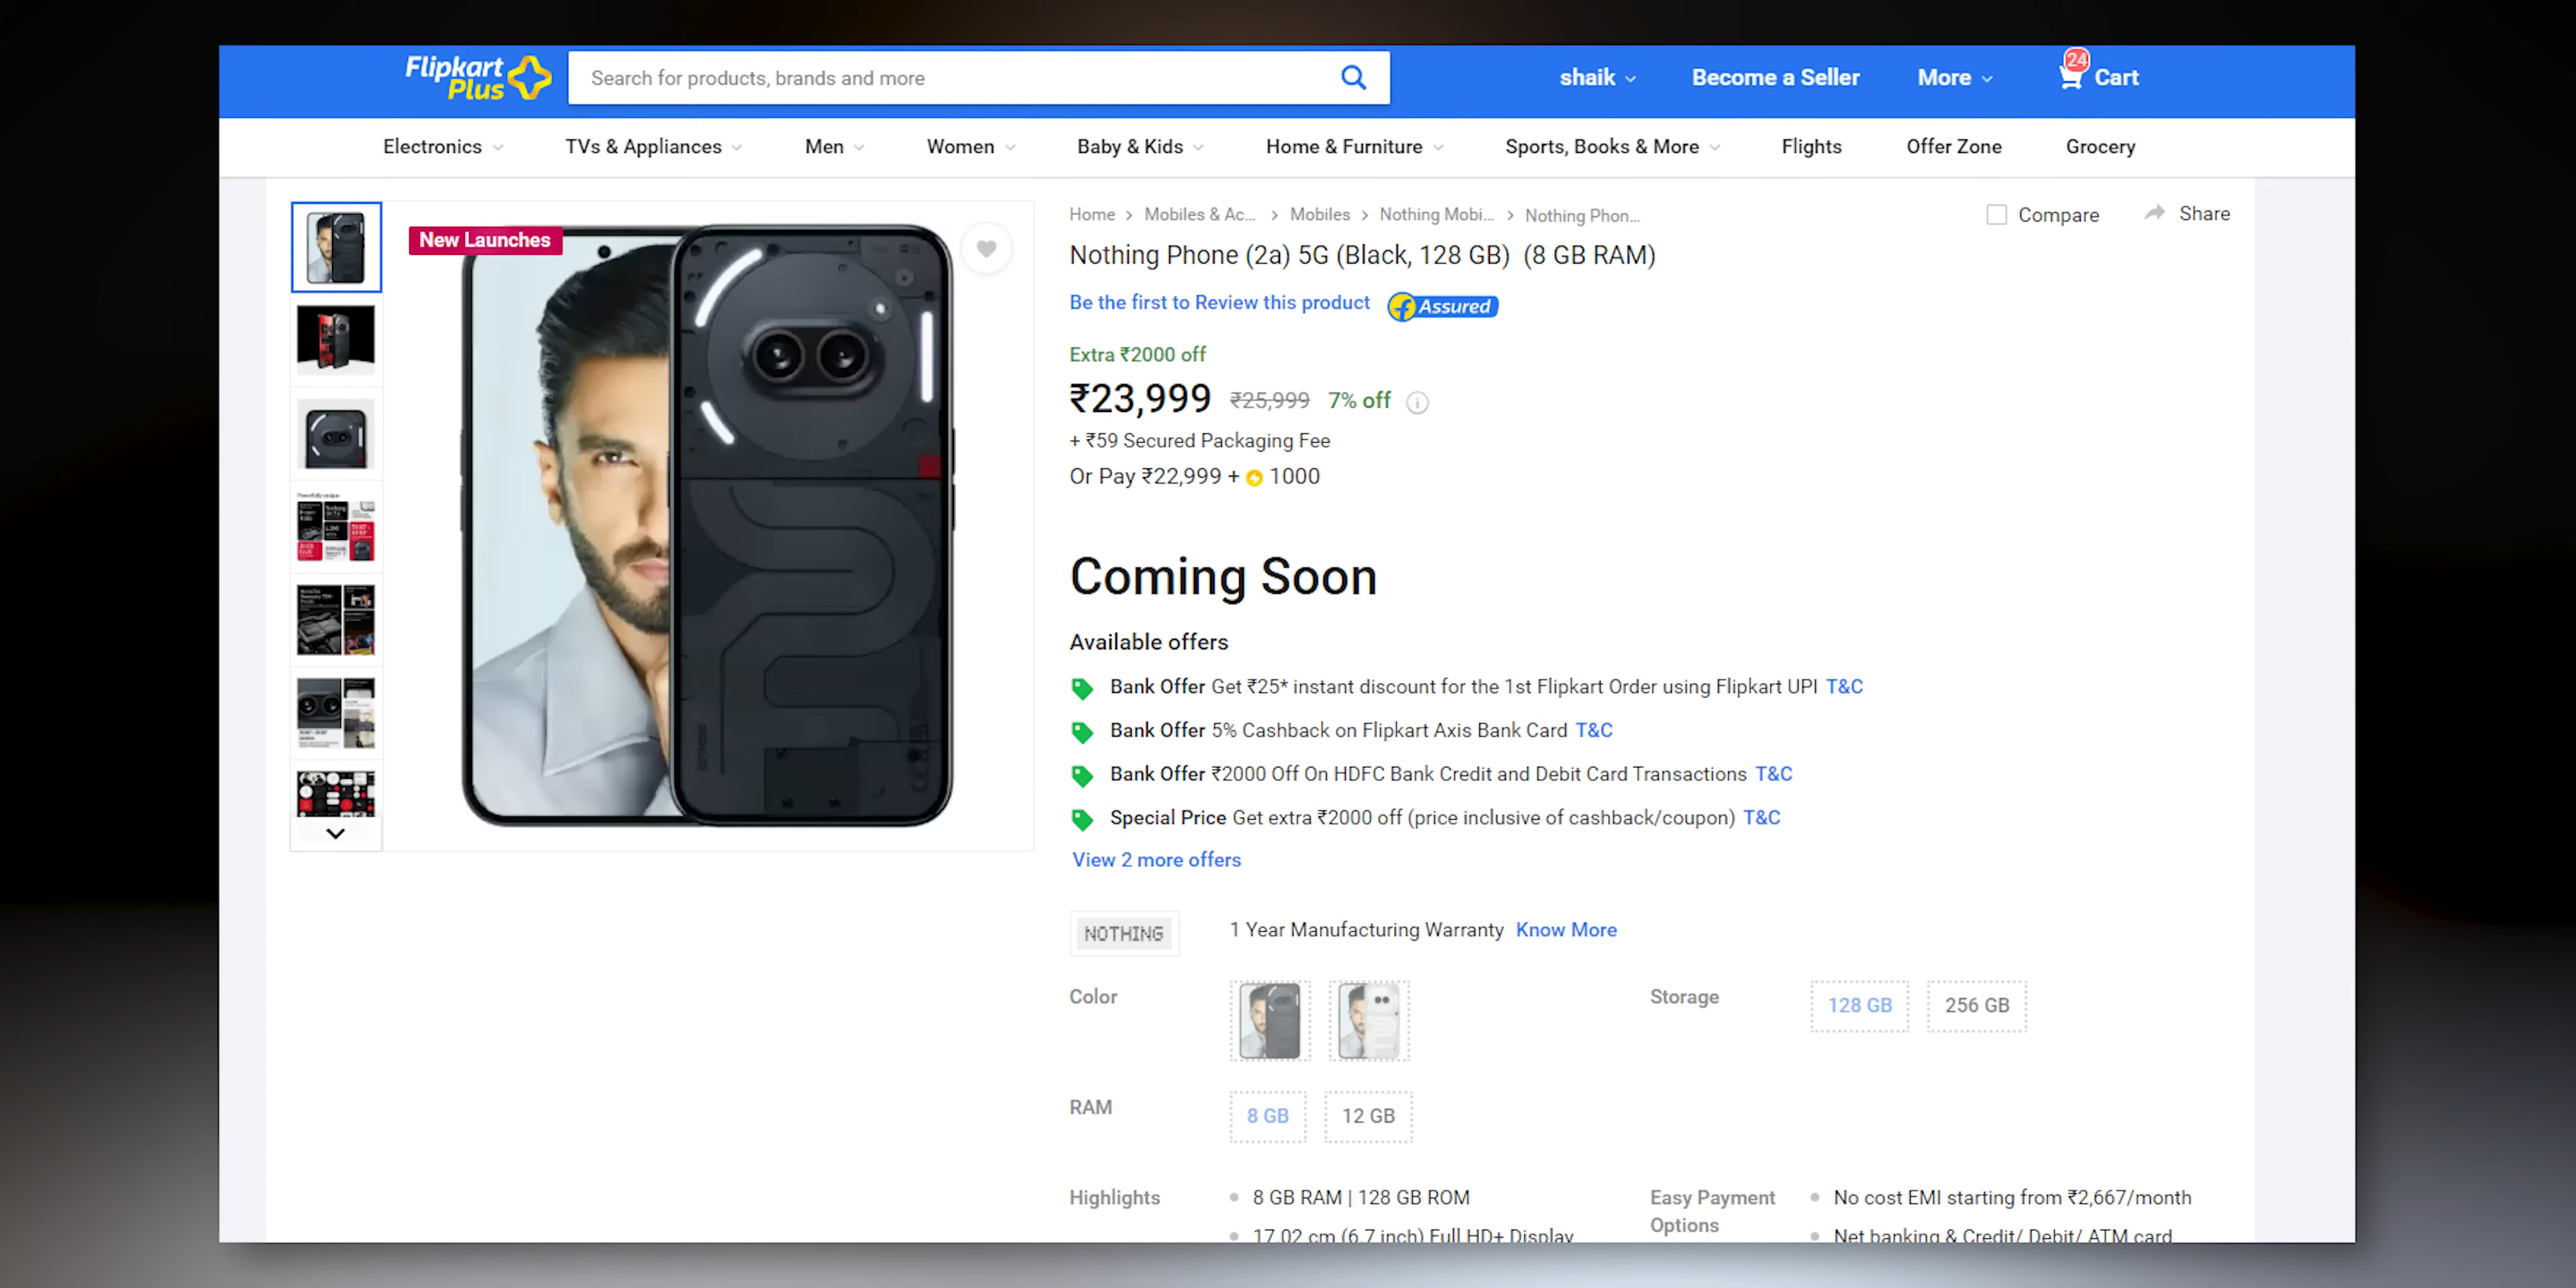 Flipkart
Plus
Search for products, brands and more
shaik
Become a Seller
More
24
Cart
Electronics
TVs & Appliances
Men
Women
Baby & Kids
Home & Furniture
Sports, Books & More
Flights
Offer Zone
Grocery
New Launches
Home > Mobiles & Ac... > Mobiles > Nothing Mobi... > Nothing Phon...
Compare
Share
Nothing Phone (2a) 5G (Black, 128 GB) (8 GB RAM)
Be the first to Review this product
Assured
Extra ₹2000 off
₹23,999 ₹25,999 7% off
+ ₹59 Secured Packaging Fee
Or Pay ₹22,999 + 1000
Coming Soon
Available offers
Bank Offer Get ₹25* instant discount for the 1st Flipkart Order using Flipkart UPI T&C
Bank Offer 5% Cashback on Flipkart Axis Bank Card T&C
Bank Offer ₹2000 Off On HDFC Bank Credit and Debit Card Transactions T&C
Special Price Get extra ₹2000 off (price inclusive of cashback/coupon) T&C
View 2 more offers
NOTHING
1 Year Manufacturing Warranty Know More
Color
Storage
128 GB
256 GB
RAM
8 GB
12 GB
Highlights
8 GB RAM | 128 GB ROM
17.02 cm (6.7 inch) Full HD+ Display
Easy Payment
Options
No cost EMI starting from ₹2,667/month
Net banking & Credit/ Debit/ ATM card